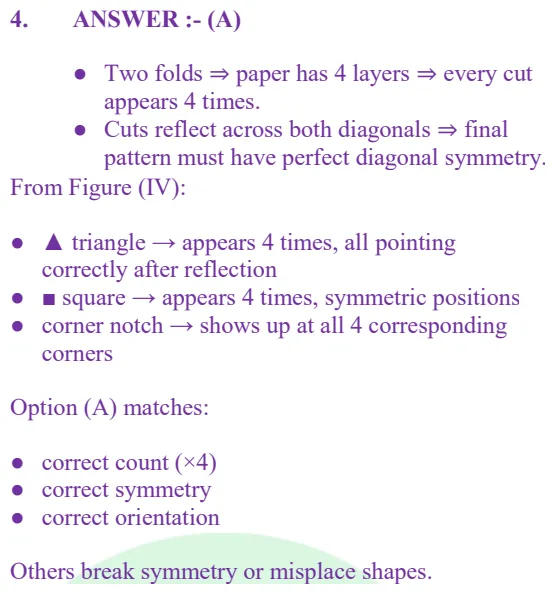 4. ANSWER :- (A)
● Two folds ⇒ paper has 4 layers ⇒ every cut
appears 4 times.
● Cuts reflect across both diagonals ⇒ final
pattern must have perfect diagonal symmetry.
From Figure (IV):
● ▲ triangle → appears 4 times, all pointing
correctly after reflection
● ■ square → appears 4 times, symmetric positions
● corner notch → shows up at all 4 corresponding
corners
Option (A) matches:
● correct count (×4)
● correct symmetry
● correct orientation
Others break symmetry or misplace shapes.